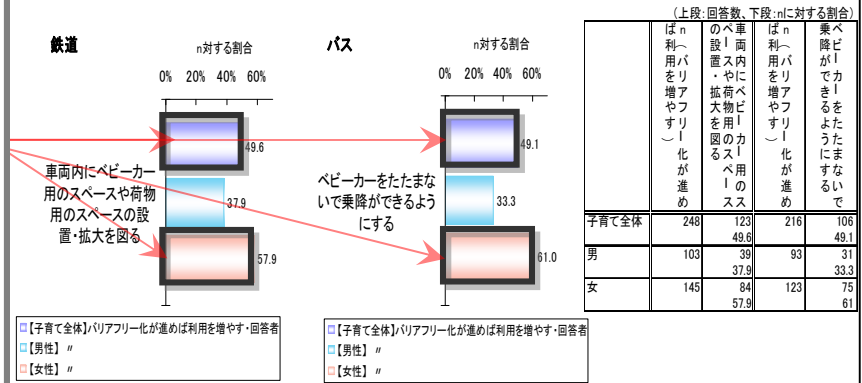 鉄道
n対する割合
0% 20% 40% 60%
49.6
37.9
57.9
車両内にベビーカー
用のスペースや荷物
用のスペースの設
置・拡大を図る
□【子育て全体】バリアフリー化が進めば利用を増やす・回答者
□【男性】 〃
□【女性】 〃
バス
n対する割合
0% 20% 40% 60%
49.1
33.3
61.0
ベビーカーをたたまな
いで乗降ができるよう
にする
□【子育て全体】バリアフリー化が進めば利用を増やす・回答者
□【男性】 〃
□【女性】 〃
(上段:回答数、下段:nに対する割合)
n(バリアフリー化が進め
ば利用を増やす)
車両内にベビーカー用のス
ペースや荷物用のスペース
の設置・拡大を図る
n(バリアフリー化が進め
ば利用を増やす)
ベビーカーをたたまないで
乗降ができるようにする
子育て全体 248 123 216 106
49.6 49.1
男 103 39 93 31
37.9 33.3
女 145 84 123 75
57.9 61